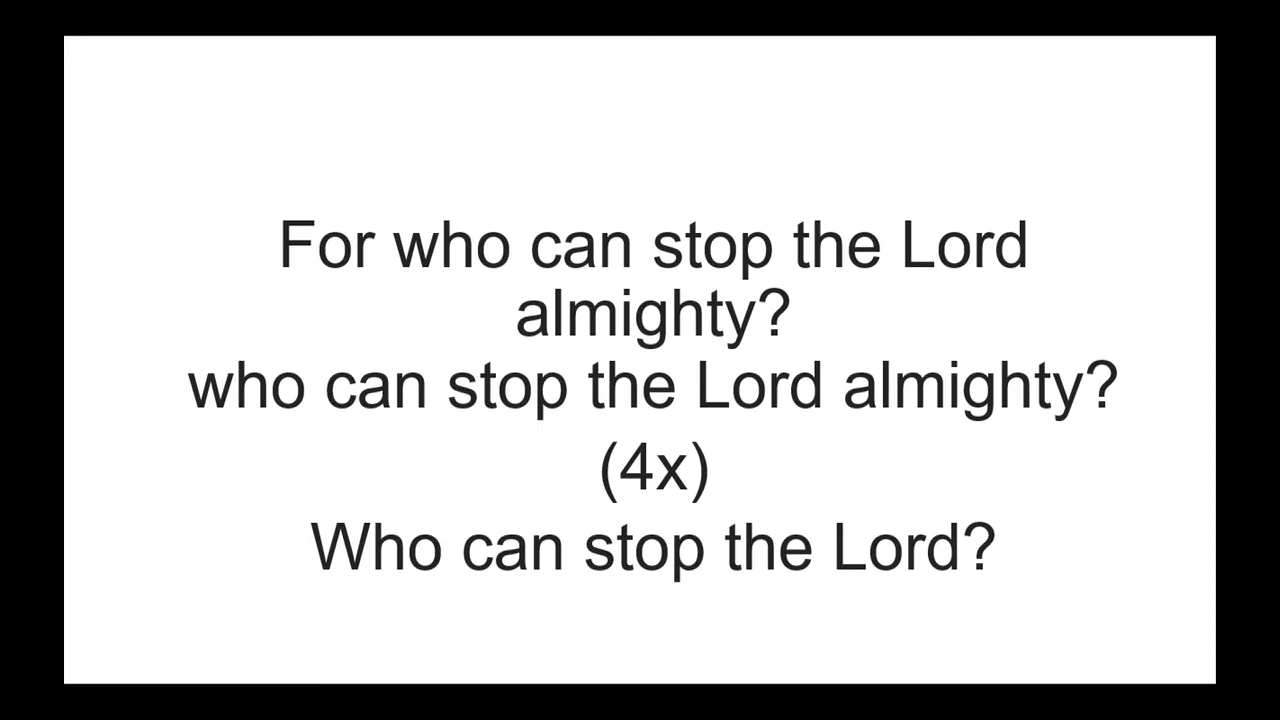 For who can stop the Lord
almighty?
who can stop the Lord almighty?
(4x)
Who can stop the Lord?